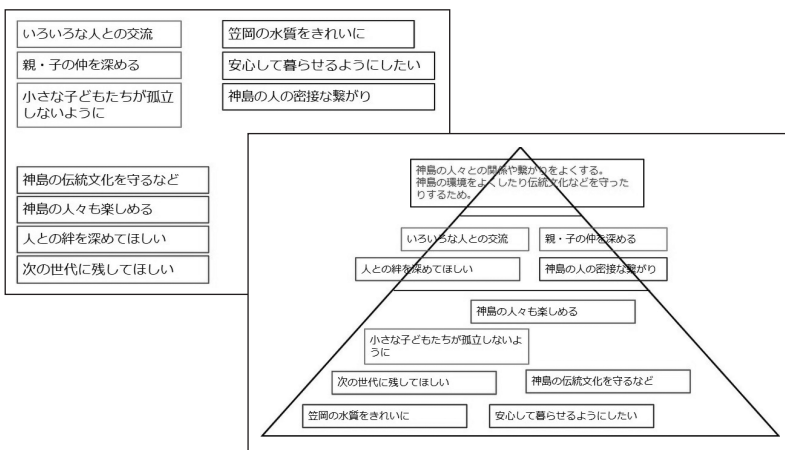 いろいろな人との交流
親・子の仲を深める
小さな子どもたちが孤立
しないように
笠岡の水質をきれいに
安心して暮らせるようにしたい
神島の人の密接な繋がり
神島の伝統文化を守るなど
神島の人々も楽しめる
人との絆を深めてほしい
次の世代に残してほしい
神島の人々との関係や繋がりをよくする。
神島の環境をよくしたり伝統文化などを守った
りするため。
いろいろな人との交流
親・子の仲を深める
人との絆を深めてほしい
神島の人の密接な繋がり
神島の人々も楽しめる
小さな子どもたちが孤立しないよ
うに
次の世代に残してほしい
神島の伝統文化を守るなど
笠岡の水質をきれいに
安心して暮らせるようにしたい